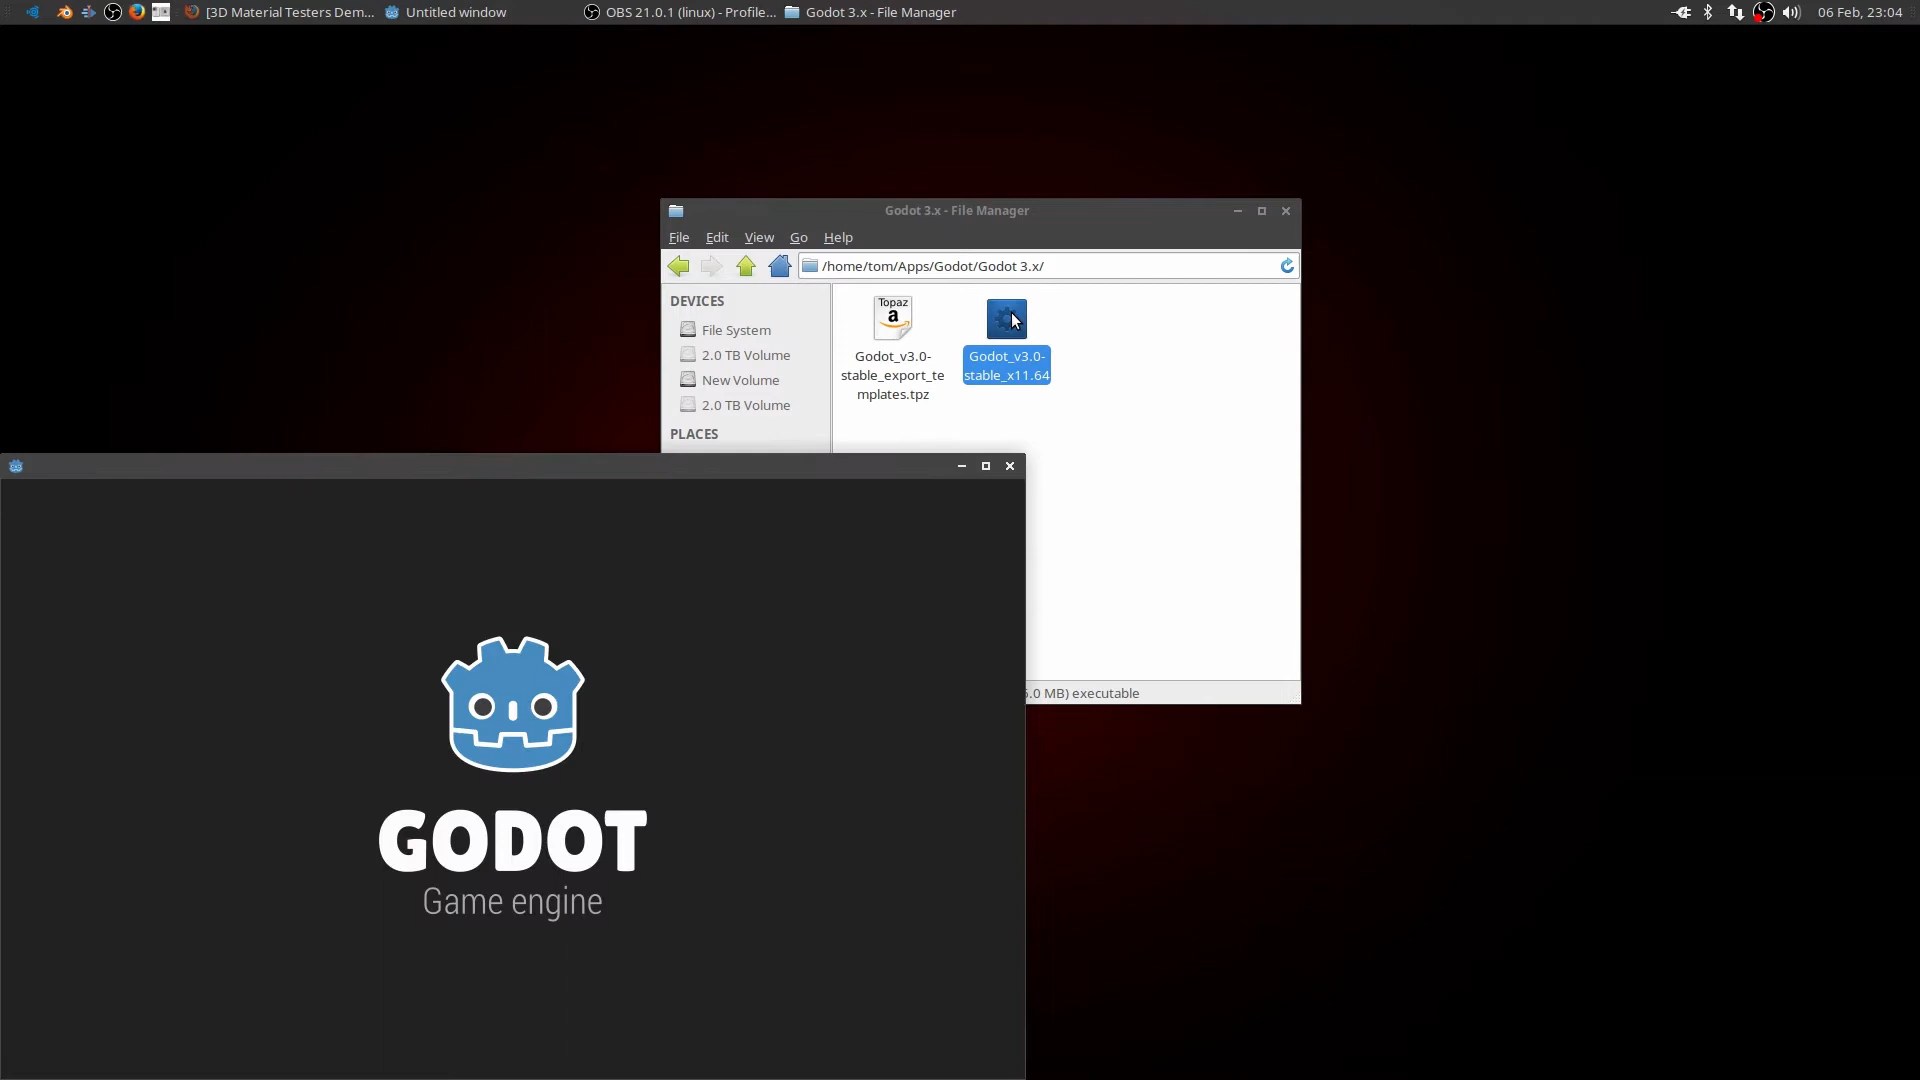 [3D Material Testers Dem...
Untitled window
OBS 21.0.1 (linux) - Profile...
Godot 3.x - File Manager
06 Feb, 23:04
Godot 3.x - File Manager
File Edit View Go Help
/home/tom/Apps/Godot/Godot 3.x/
DEVICES
File System
2.0 TB Volume
New Volume
2.0 TB Volume
PLACES
Topaz
a
Godot_v3.0-
stable_export_te
mplates.tpz
Godot_v3.0-
stable_x11.64
.0 MB) executable
GODOT
Game engine